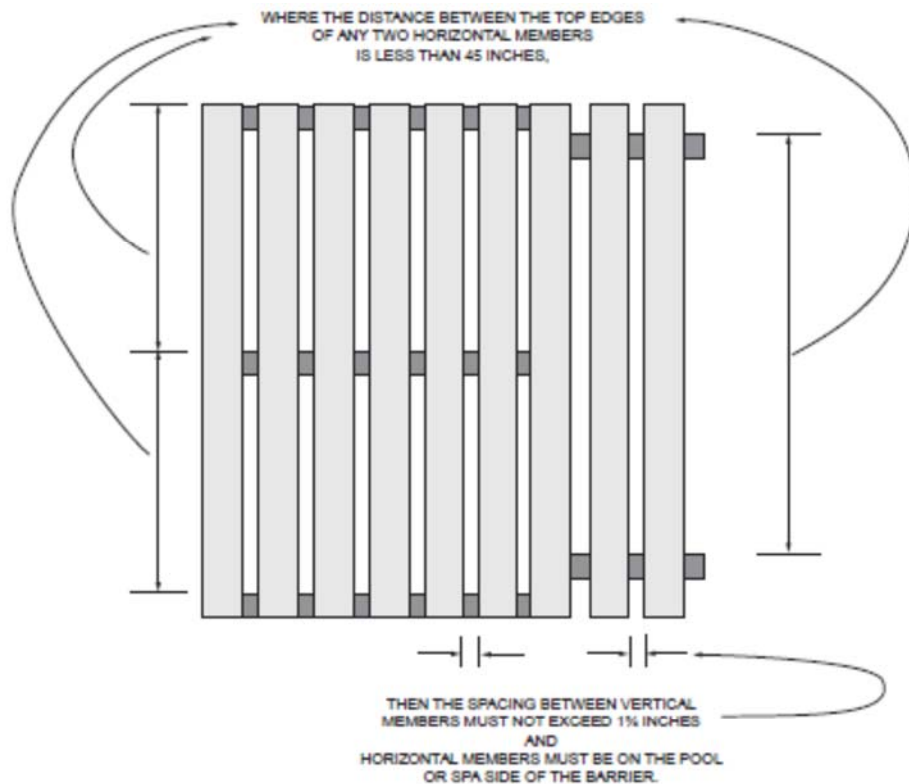 WHERE THE DISTANCE BETWEEN THE TOP EDGES
OF ANY TWO HORIZONTAL MEMBERS
IS LESS THAN 45 INCHES,
THEN THE SPACING BETWEEN VERTICAL
MEMBERS MUST NOT EXCEED 1¾ INCHES
AND
HORIZONTAL MEMBERS MUST BE ON THE POOL
OR SPA SIDE OF THE BARRIER.